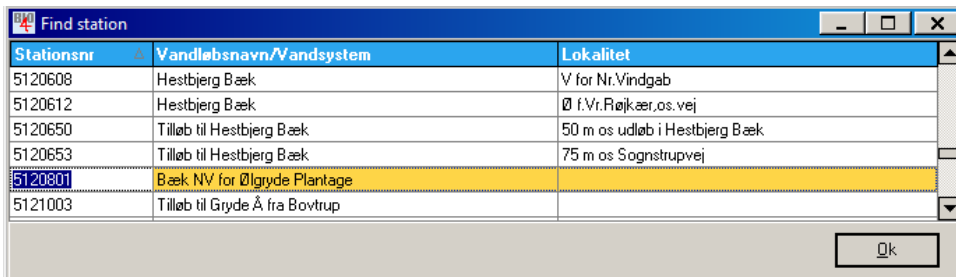 BIO4 Find station
Stationsnr Vandløbsnavn/Vandsystem Lokalitet
5120608 Hestbjerg Bæk V for Nr.Vindgab
5120612 Hestbjerg Bæk Ø f.Vr.Røjkær,os.vej
5120650 Tilløb til Hestbjerg Bæk 50 m os udløb i Hestbjerg Bæk
5120653 Tilløb til Hestbjerg Bæk 75 m os Sognstrupvej
5120801 Bæk NV for Ølgryde Plantage
5121003 Tilløb til Gryde Å fra Bovtrup
Ok